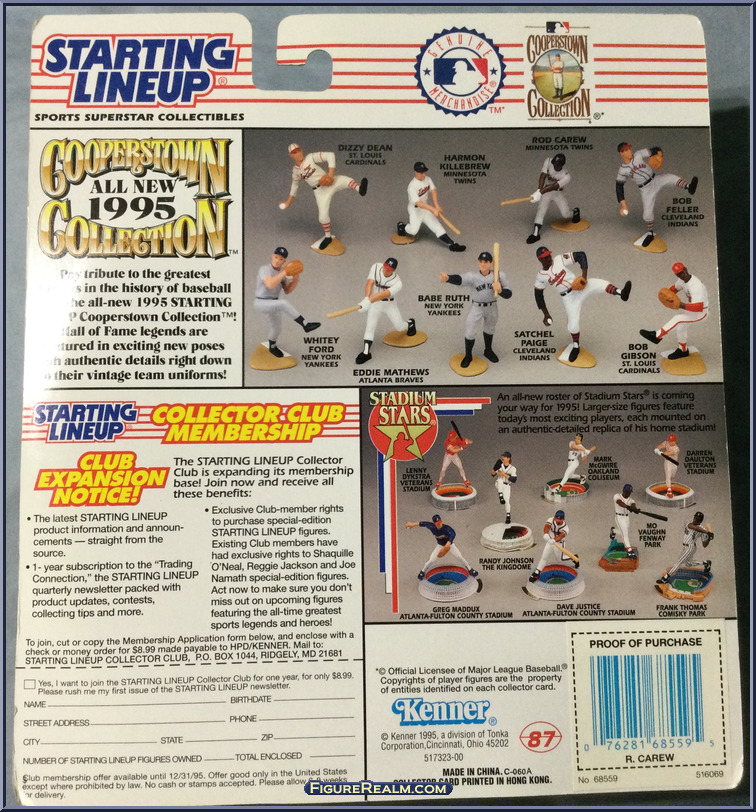 STARTING
LINEUP®
SPORTS SUPERSTAR COLLECTIBLES
GENUINE
MERCHANDISE
™
COOPERSTOWN
COLLECTION
®
COOPERSTOWN
ALL NEW
1995
COLLECTION™
tribute to the greatest
in the history of baseball
all-new 1995 STARTING
Cooperstown Collection™!
Hall of Fame legends are
in exciting new poses
authentic details right down
their vintage team uniforms!
DIZZY DEAN
ST. LOUIS
CARDINALS
HARMON
KILLEBREW
MINNESOTA
TWINS
ROD CAREW
MINNESOTA TWINS
BOB
FELLER
CLEVELAND
INDIANS
WHITEY
FORD
NEW YORK
YANKEES
EDDIE MATHEWS
ATLANTA BRAVES
BABE RUTH
NEW YORK
YANKEES
SATCHEL
PAIGE
CLEVELAND
INDIANS
BOB
GIBSON
ST. LOUIS
CARDINALS
STARTING
LINEUP
COLLECTOR CLUB
MEMBERSHIP
CLUB
EXPANSION
NOTICE!
• The latest STARTING LINEUP
product information and announ-
cements — straight from the
source.
• 1- year subscription to the "Trading
Connection," the STARTING LINEUP
quarterly newsletter packed with
product updates, contests,
collecting tips and more.
The STARTING LINEUP Collector
Club is expanding its membership
base! Join now and receive all
these benefits:
• Exclusive Club-member rights
to purchase special-edition
STARTING LINEUP figures.
Existing Club members have
had exclusive rights to Shaquille
O'Neal, Reggie Jackson and Joe
Namath special-edition figures.
Act now to make sure you don't
miss out on upcoming figures
featuring the all-time greatest
sports legends and heroes!
To join, cut or copy the Membership Application form below, and enclose with a
check or money order for $8.99 made payable to HPD/KENNER. Mail to:
STARTING LINEUP COLLECTOR CLUB, P.O. BOX 1044, RIDGELY, MD 21681
Yes, I want to join the STARTING LINEUP Collector Club for one year, for only $8.99.
Please rush me my first issue of the STARTING LINEUP newsletter.
NAME BIRTHDATE
STREET ADDRESS PHONE
CITY STATE ZIP
NUMBER OF STARTING LINEUP FIGURES OWNED TOTAL ENCLOSED
Club membership offer available until 12/31/95. Offer good only in the United States
except where prohibited by law. No cash or stamps accepted. Please allow weeks
for delivery.
STADIUM
STARS
An all-new roster of Stadium Stars® is coming
your way for 1995! Larger-size figures feature
today's most exciting players, each mounted on
an authentic-detailed replica of his home stadium!
LENNY
DYKSTRA
VETERANS
STADIUM
MARK
McGWIRE
OAKLAND
COLISEUM
DARREN
DAULTON
VETERANS
STADIUM
RANDY JOHNSON
THE KINGDOME
MO
VAUGHN
FENWAY
PARK
GREG MADDUX
ATLANTA-FULTON COUNTY STADIUM
DAVE JUSTICE
ATLANTA-FULTON COUNTY STADIUM
FRANK THOMAS
COMISKY PARK
"© Official Licensee of Major League Baseball®
Copyrights of player figures are the property
of entities identified on each collector card.
Kenner®
© Kenner 1995, a division of Tonka
Corporation,Cincinnati, Ohio 45202
517323-00
87
MADE IN CHINA. C-060A
COLLECTOR CARD PRINTED IN HONG KONG.
PROOF OF PURCHASE
0 76281 68559 5
R. CAREW
No 68559 516069
FIGUREREALM.COM